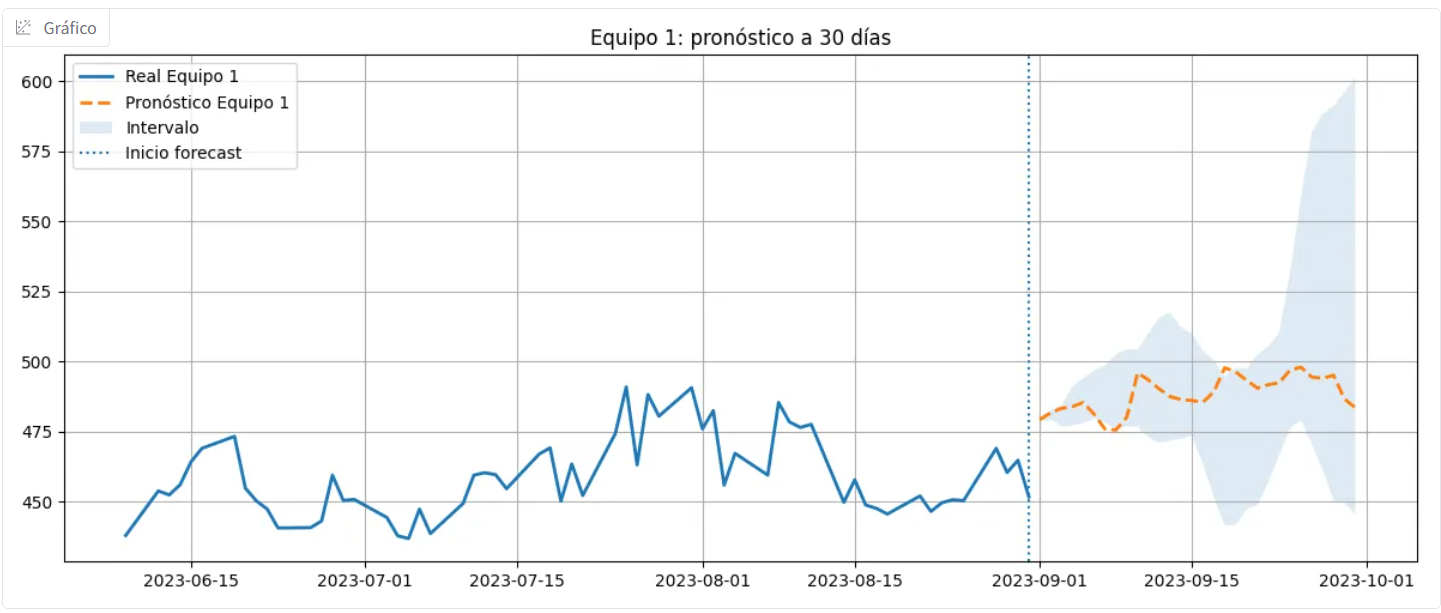 Gráfico
Equipo 1: pronóstico a 30 días
Real Equipo 1
Pronóstico Equipo 1
Intervalo
Inicio forecast
600
575
550
525
500
475
450
2023-06-15
2023-07-01
2023-07-15
2023-08-01
2023-08-15
2023-09-01
2023-09-15
2023-10-01